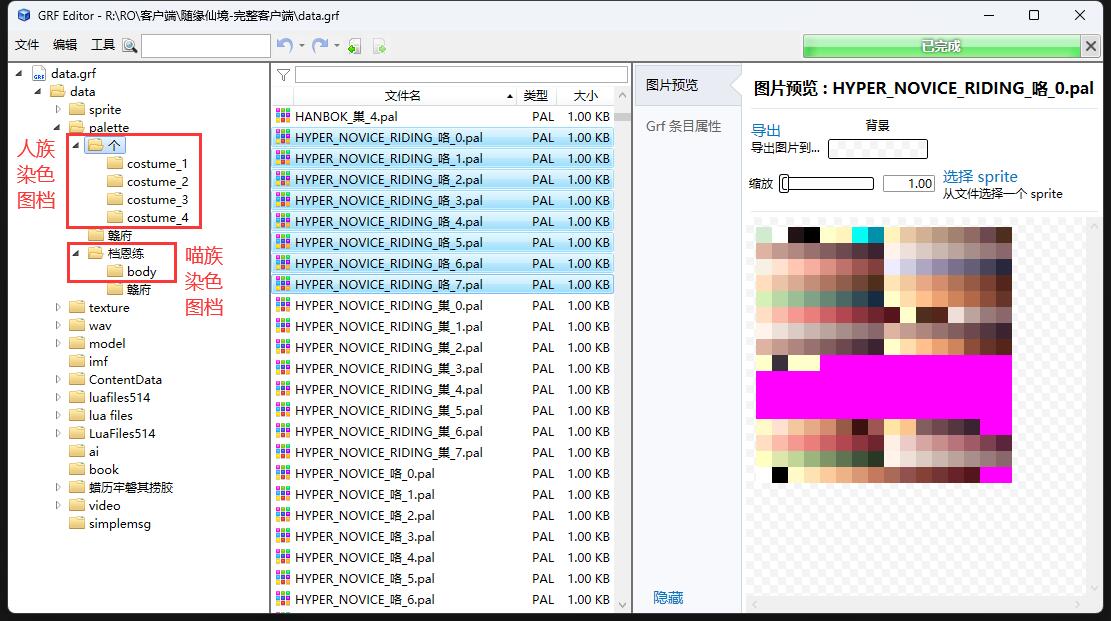 GRF Editor - R:\RO\客户端\随缘仙境-完整客户端\data.grf
文件 编辑 工具
已完成
data.grf
data
sprite
palette
个
costume_1
costume_2
costume_3
costume_4
赣府
档恩练
body
赣府
texture
wav
model
imf
ContentData
luafiles514
lua files
LuaFiles514
ai
book
蜡历牢磐其捞胶
video
simplemsg
人族
染色
图档
喵族
染色
图档
文件名 类型 大小
HANBOK_巢_4.pal PAL 1.00 KB
HYPER_NOVICE_RIDING_咯_0.pal PAL 1.00 KB
HYPER_NOVICE_RIDING_咯_1.pal PAL 1.00 KB
HYPER_NOVICE_RIDING_咯_2.pal PAL 1.00 KB
HYPER_NOVICE_RIDING_咯_3.pal PAL 1.00 KB
HYPER_NOVICE_RIDING_咯_4.pal PAL 1.00 KB
HYPER_NOVICE_RIDING_咯_5.pal PAL 1.00 KB
HYPER_NOVICE_RIDING_咯_6.pal PAL 1.00 KB
HYPER_NOVICE_RIDING_咯_7.pal PAL 1.00 KB
HYPER_NOVICE_RIDING_巢_0.pal PAL 1.00 KB
HYPER_NOVICE_RIDING_巢_1.pal PAL 1.00 KB
HYPER_NOVICE_RIDING_巢_2.pal PAL 1.00 KB
HYPER_NOVICE_RIDING_巢_3.pal PAL 1.00 KB
HYPER_NOVICE_RIDING_巢_4.pal PAL 1.00 KB
HYPER_NOVICE_RIDING_巢_5.pal PAL 1.00 KB
HYPER_NOVICE_RIDING_巢_6.pal PAL 1.00 KB
HYPER_NOVICE_RIDING_巢_7.pal PAL 1.00 KB
HYPER_NOVICE_咯_0.pal PAL 1.00 KB
HYPER_NOVICE_咯_1.pal PAL 1.00 KB
HYPER_NOVICE_咯_2.pal PAL 1.00 KB
HYPER_NOVICE_咯_3.pal PAL 1.00 KB
HYPER_NOVICE_咯_4.pal PAL 1.00 KB
HYPER_NOVICE_咯_5.pal PAL 1.00 KB
HYPER_NOVICE_咯_6.pal PAL 1.00 KB
图片预览
Grf 条目属性
隐藏
图片预览 : HYPER_NOVICE_RIDING_咯_0.pal
导出
导出图片到...
背景
缩放
1.00
选择 sprite
从文件选择一个 sprite